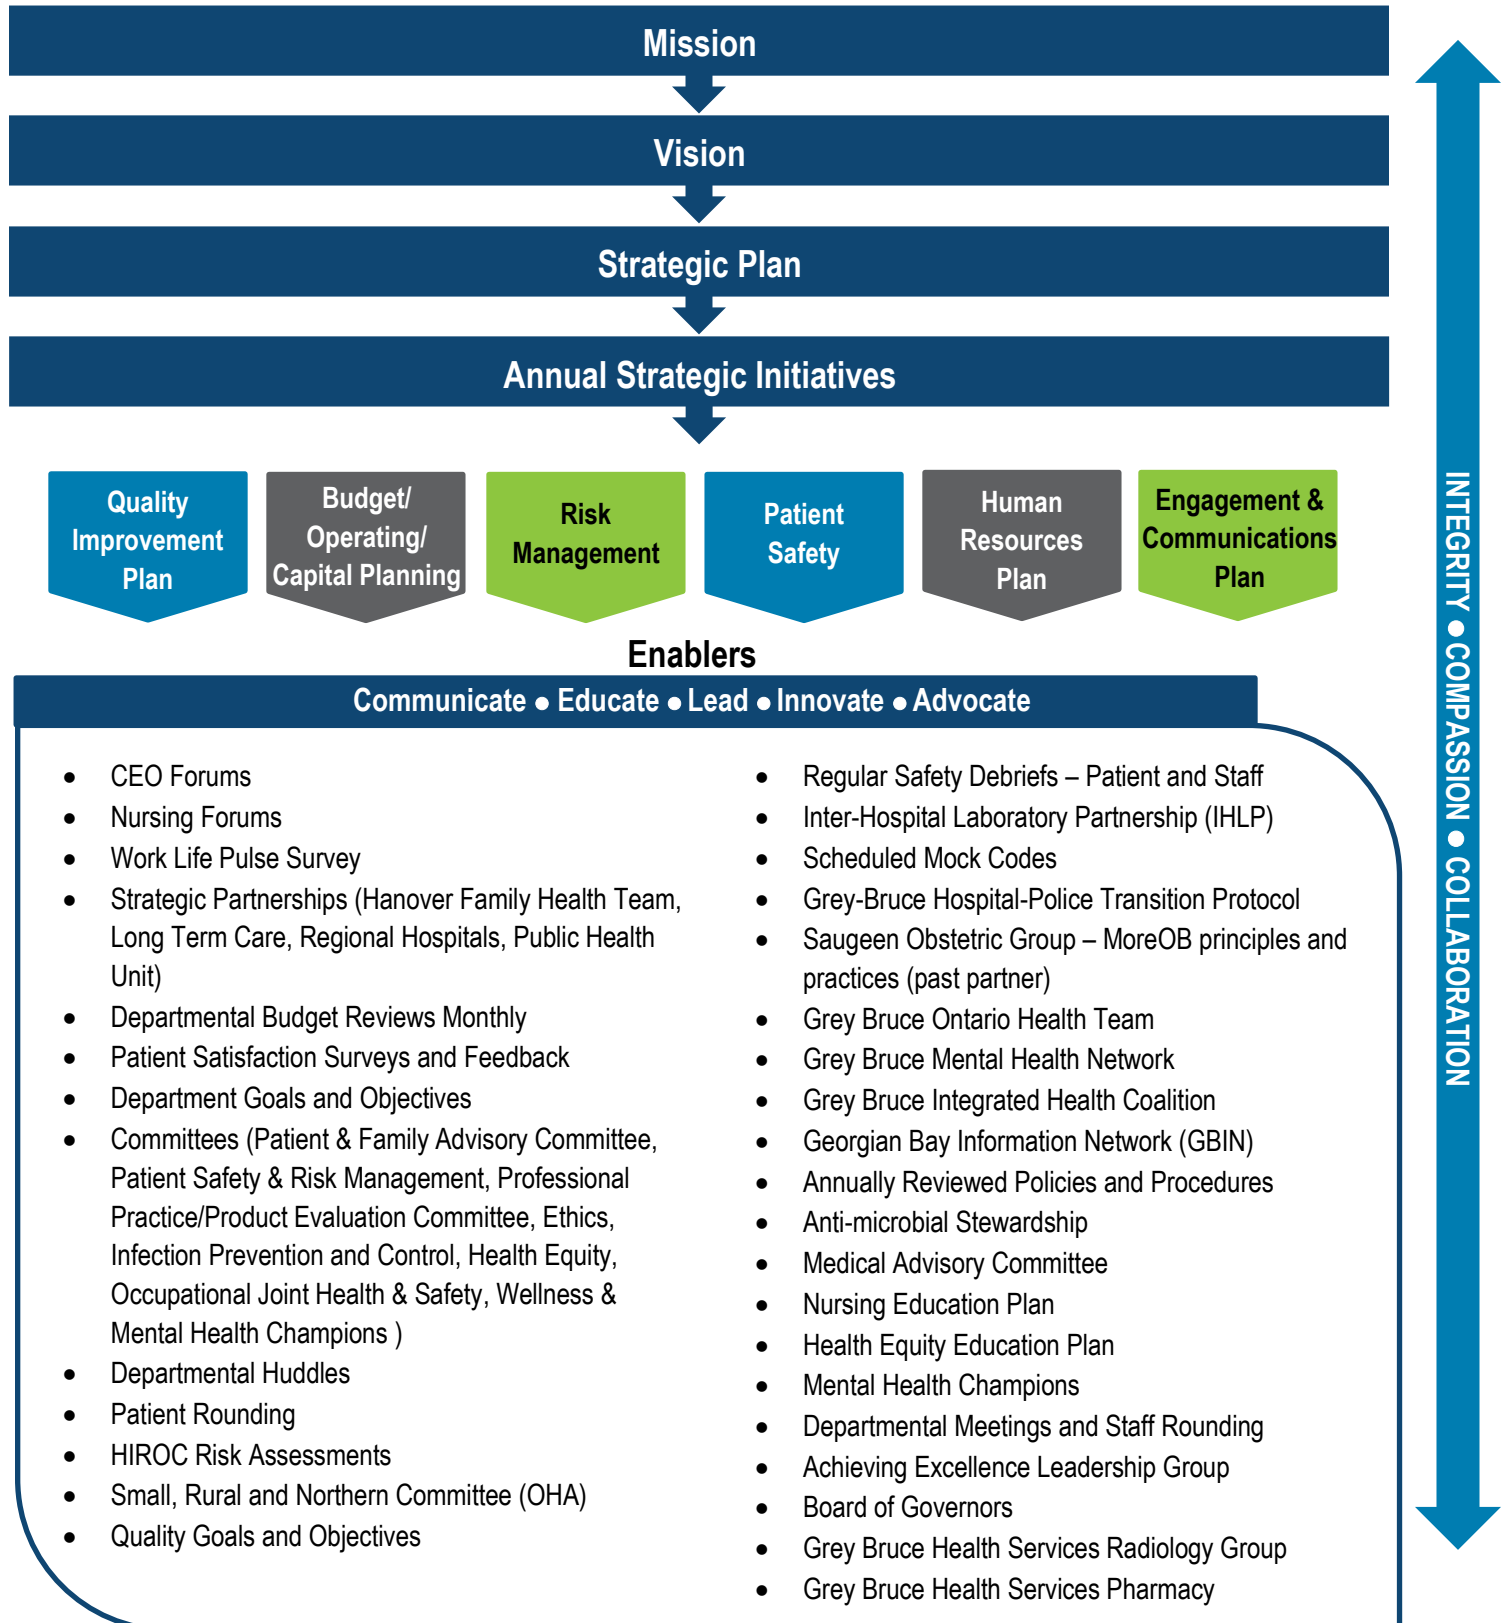 Mission
Vision
Strategic Plan
Annual Strategic Initiatives
Quality
Improvement
Plan
Budget/
Operating/
Capital Planning
Risk
Management
Patient
Safety
Human
Resources
Plan
Engagement &
Communications
Plan
Enablers
Communicate ● Educate ● Lead ● Innovate ● Advocate
• CEO Forums
• Nursing Forums
• Work Life Pulse Survey
• Strategic Partnerships (Hanover Family Health Team,
Long Term Care, Regional Hospitals, Public Health
Unit)
• Departmental Budget Reviews Monthly
• Patient Satisfaction Surveys and Feedback
• Department Goals and Objectives
• Committees (Patient & Family Advisory Committee,
Patient Safety & Risk Management, Professional
Practice/Product Evaluation Committee, Ethics,
Infection Prevention and Control, Health Equity,
Occupational Joint Health & Safety, Wellness &
Mental Health Champions )
• Departmental Huddles
• Patient Rounding
• HIROC Risk Assessments
• Small, Rural and Northern Committee (OHA)
• Quality Goals and Objectives
• Regular Safety Debriefs – Patient and Staff
• Inter-Hospital Laboratory Partnership (IHLP)
• Scheduled Mock Codes
• Grey-Bruce Hospital-Police Transition Protocol
• Saugeen Obstetric Group – MoreOB principles and
practices (past partner)
• Grey Bruce Ontario Health Team
• Grey Bruce Mental Health Network
• Grey Bruce Integrated Health Coalition
• Georgian Bay Information Network (GBIN)
• Annually Reviewed Policies and Procedures
• Anti-microbial Stewardship
• Medical Advisory Committee
• Nursing Education Plan
• Health Equity Education Plan
• Mental Health Champions
• Departmental Meetings and Staff Rounding
• Achieving Excellence Leadership Group
• Board of Governors
• Grey Bruce Health Services Radiology Group
• Grey Bruce Health Services Pharmacy
INTEGRITY ● COMPASSION ● COLLABORATION